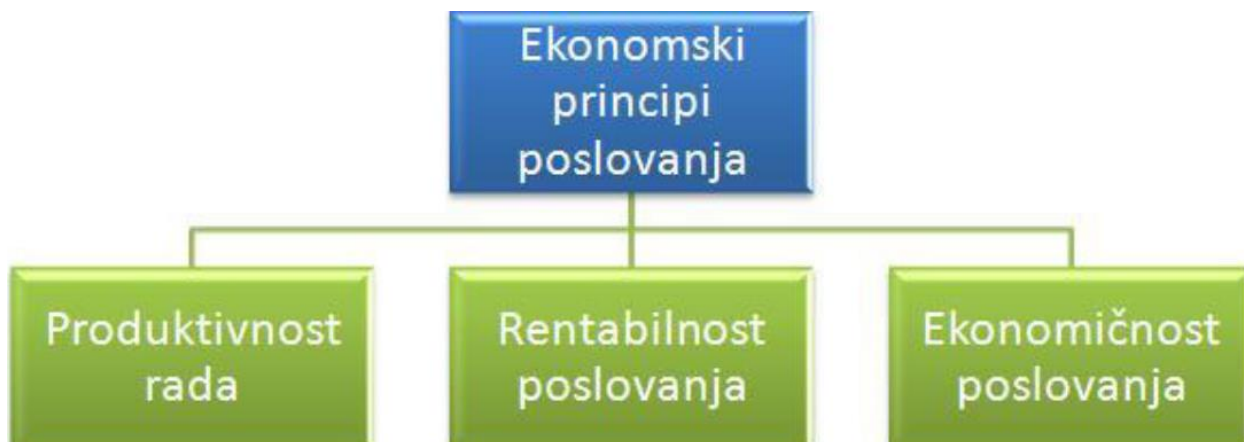 Ekonomski
principi
poslovanja
Produktivnost
rada
Rentabilnost
poslovanja
Ekonomičnost
poslovanja